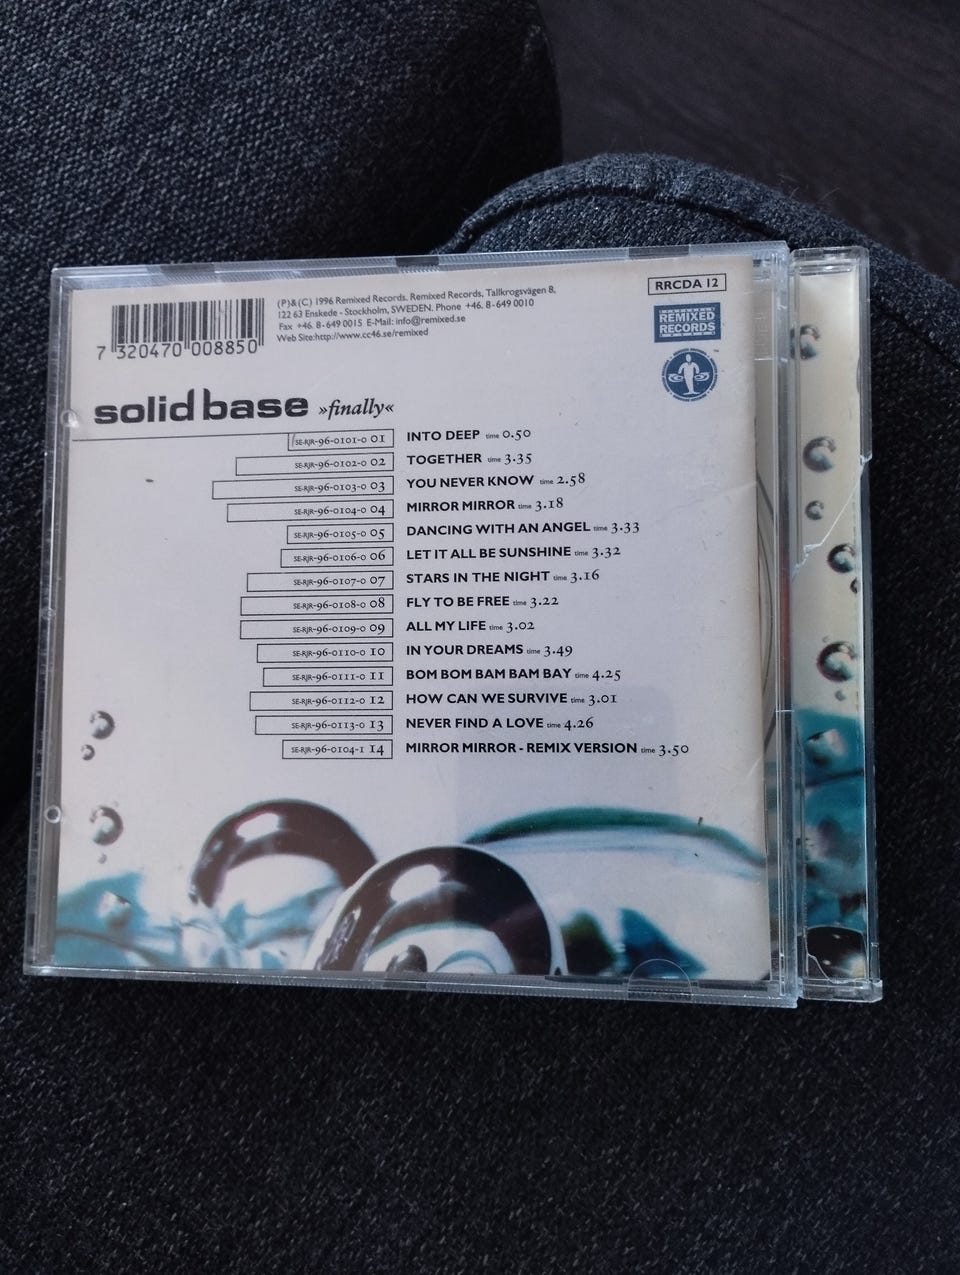 7 320470 008850
(P)&(C) 1996 Remixed Records. Remixed Records, Tallkrogsvägen 8,
122 63 Enskede - Stockholm, SWEDEN. Phone +46. 8-649 0010
Fax +46. 8-649 0015 E-Mail: info@remixed.se
Web Site:http://www.cc46.se/remixed
RRCDA 12
REMIXED
RECORDS
solid base »finally«
SE-RJR-96-0101-0 01 INTO DEEP time 0.50
SE-RJR-96-0102-0 02 TOGETHER time 3.35
SE-RJR-96-0103-0 03 YOU NEVER KNOW time 2.58
SE-RJR-96-0104-0 04 MIRROR MIRROR time 3.18
SE-RJR-96-0105-0 05 DANCING WITH AN ANGEL time 3.33
SE-RJR-96-0106-0 06 LET IT ALL BE SUNSHINE time 3.32
SE-RJR-96-0107-0 07 STARS IN THE NIGHT time 3.16
SE-RJR-96-0108-0 08 FLY TO BE FREE time 3.22
SE-RJR-96-0109-0 09 ALL MY LIFE time 3.02
SE-RJR-96-0110-0 10 IN YOUR DREAMS time 3.49
SE-RJR-96-0111-0 11 BOM BOM BAM BAM BAY time 4.25
SE-RJR-96-0112-0 12 HOW CAN WE SURVIVE time 3.01
SE-RJR-96-0113-0 13 NEVER FIND A LOVE time 4.26
SE-RJR-96-0104-1 14 MIRROR MIRROR - REMIX VERSION time 3.50